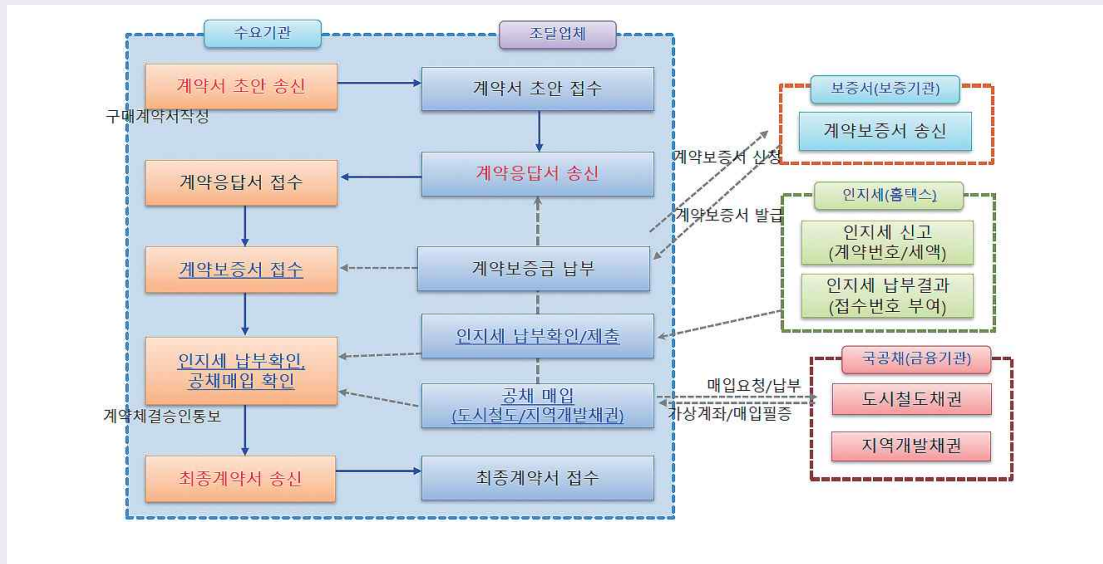 수요기관
조달업체
계약서 초안 송신
계약서 초안 접수
구매계약서작성
보증서(보증기관)
계약보증서 송신
계약보증서 신청
계약응답서 접수
계약응답서 송신
계약보증서 발급
인지세(홈택스)
인지세 신고
(계약번호/세액)
인지세 납부결과
(접수번호 부여)
계약보증서 접수
계약보증금 납부
인지세 납부확인,
공채매입 확인
인지세 납부확인/제출
공채 매입
(도시철도/지역개발채권)
매입요청/납부
가상계좌/매입필증
국공채(금융기관)
도시철도채권
지역개발채권
계약체결승인통보
최종계약서 송신
최종계약서 접수